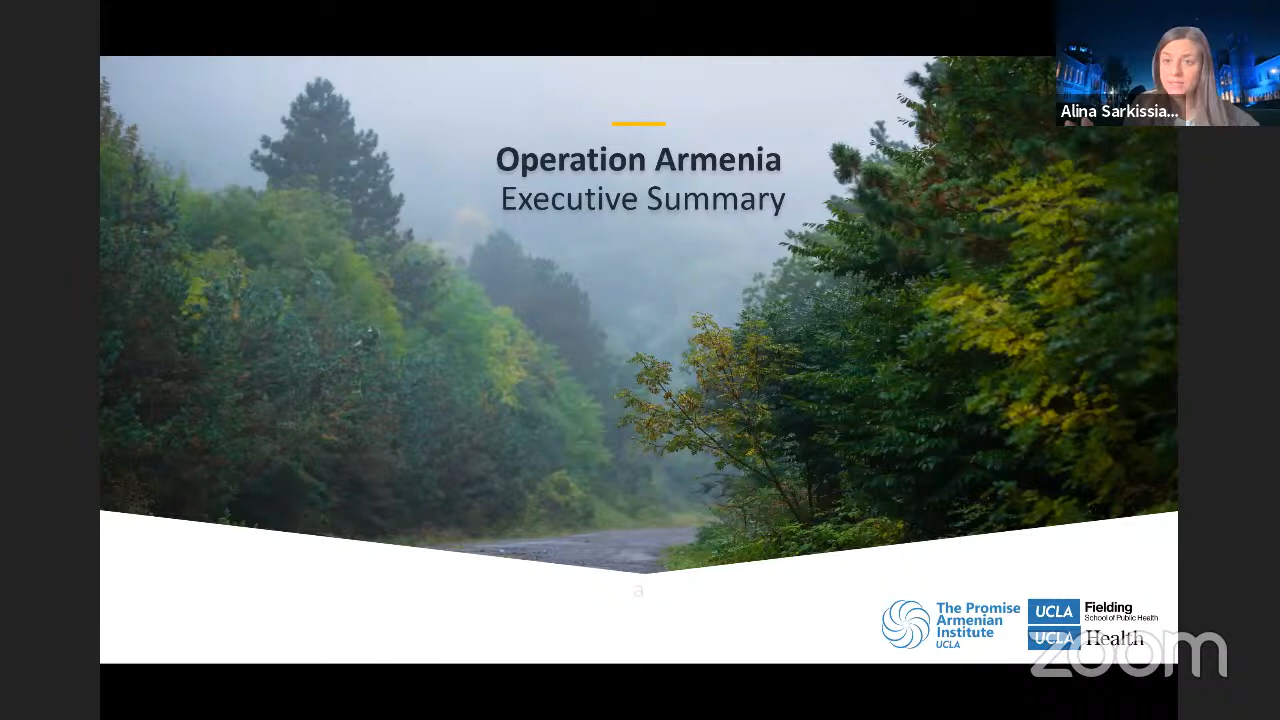 Alina Sarkissia...
Operation Armenia
Executive Summary
a
The Promise
Armenian
Institute
UCLA
UCLA Fielding
School of Public Health
UCLA Health
zoom